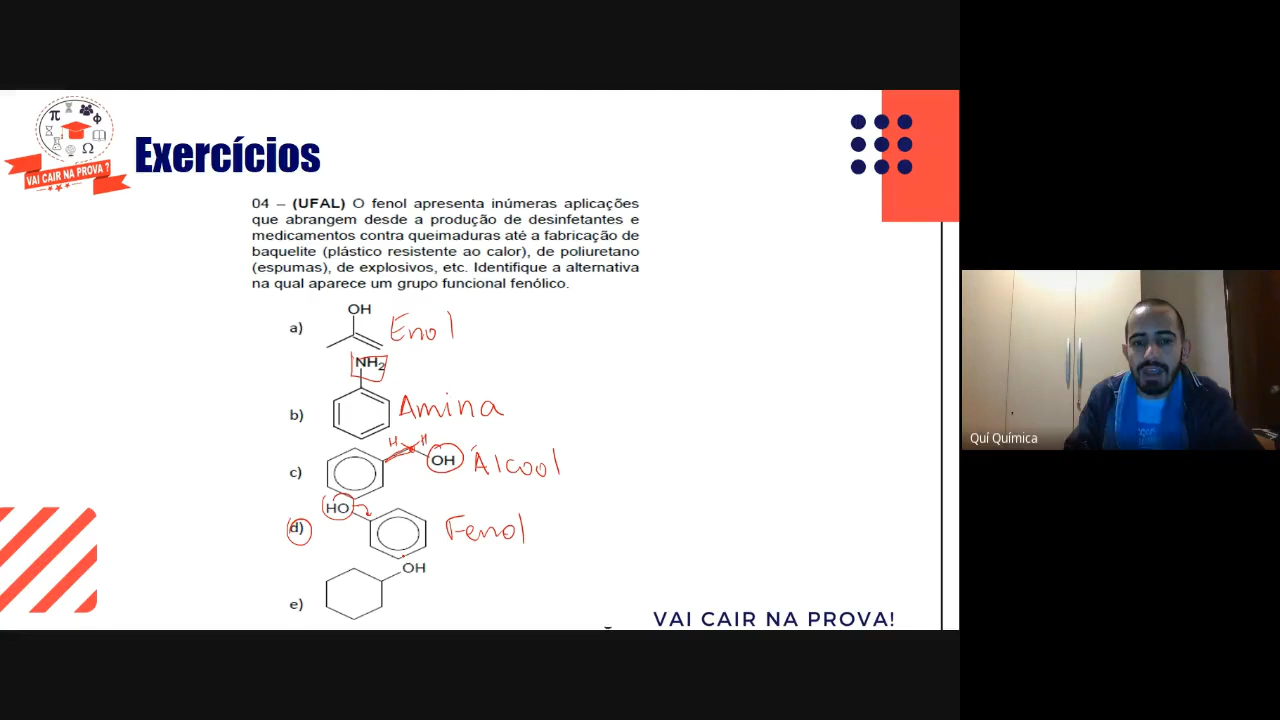 π
Φ
Ω
VAI CAIR NA PROVA ?
Exercícios
04 – (UFAL) O fenol apresenta inúmeras aplicações
que abrangem desde a produção de desinfetantes e
medicamentos contra queimaduras até a fabricação de
baquelite (plástico resistente ao calor), de poliuretano
(espumas), de explosivos, etc. Identifique a alternativa
na qual aparece um grupo funcional fenólico.
OH
a) Enol
NH2
b) Amina
H H
c) OH Álcool
HO
d) Fenol
OH
e)
VAI CAIR NA PROVA!
Quí Química